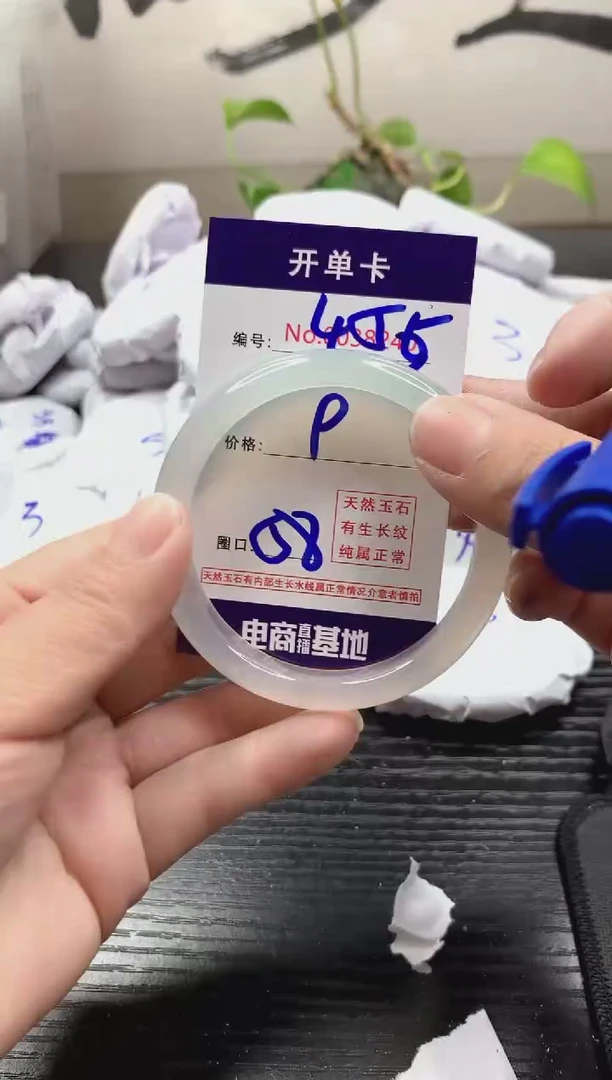 开单卡
编号:
455
价格:
P
圈口:
58
天然玉石
有生长纹
纯属正常
天然玉石有内部生长水线属正常情况介意者慎拍
电商直播基地
3